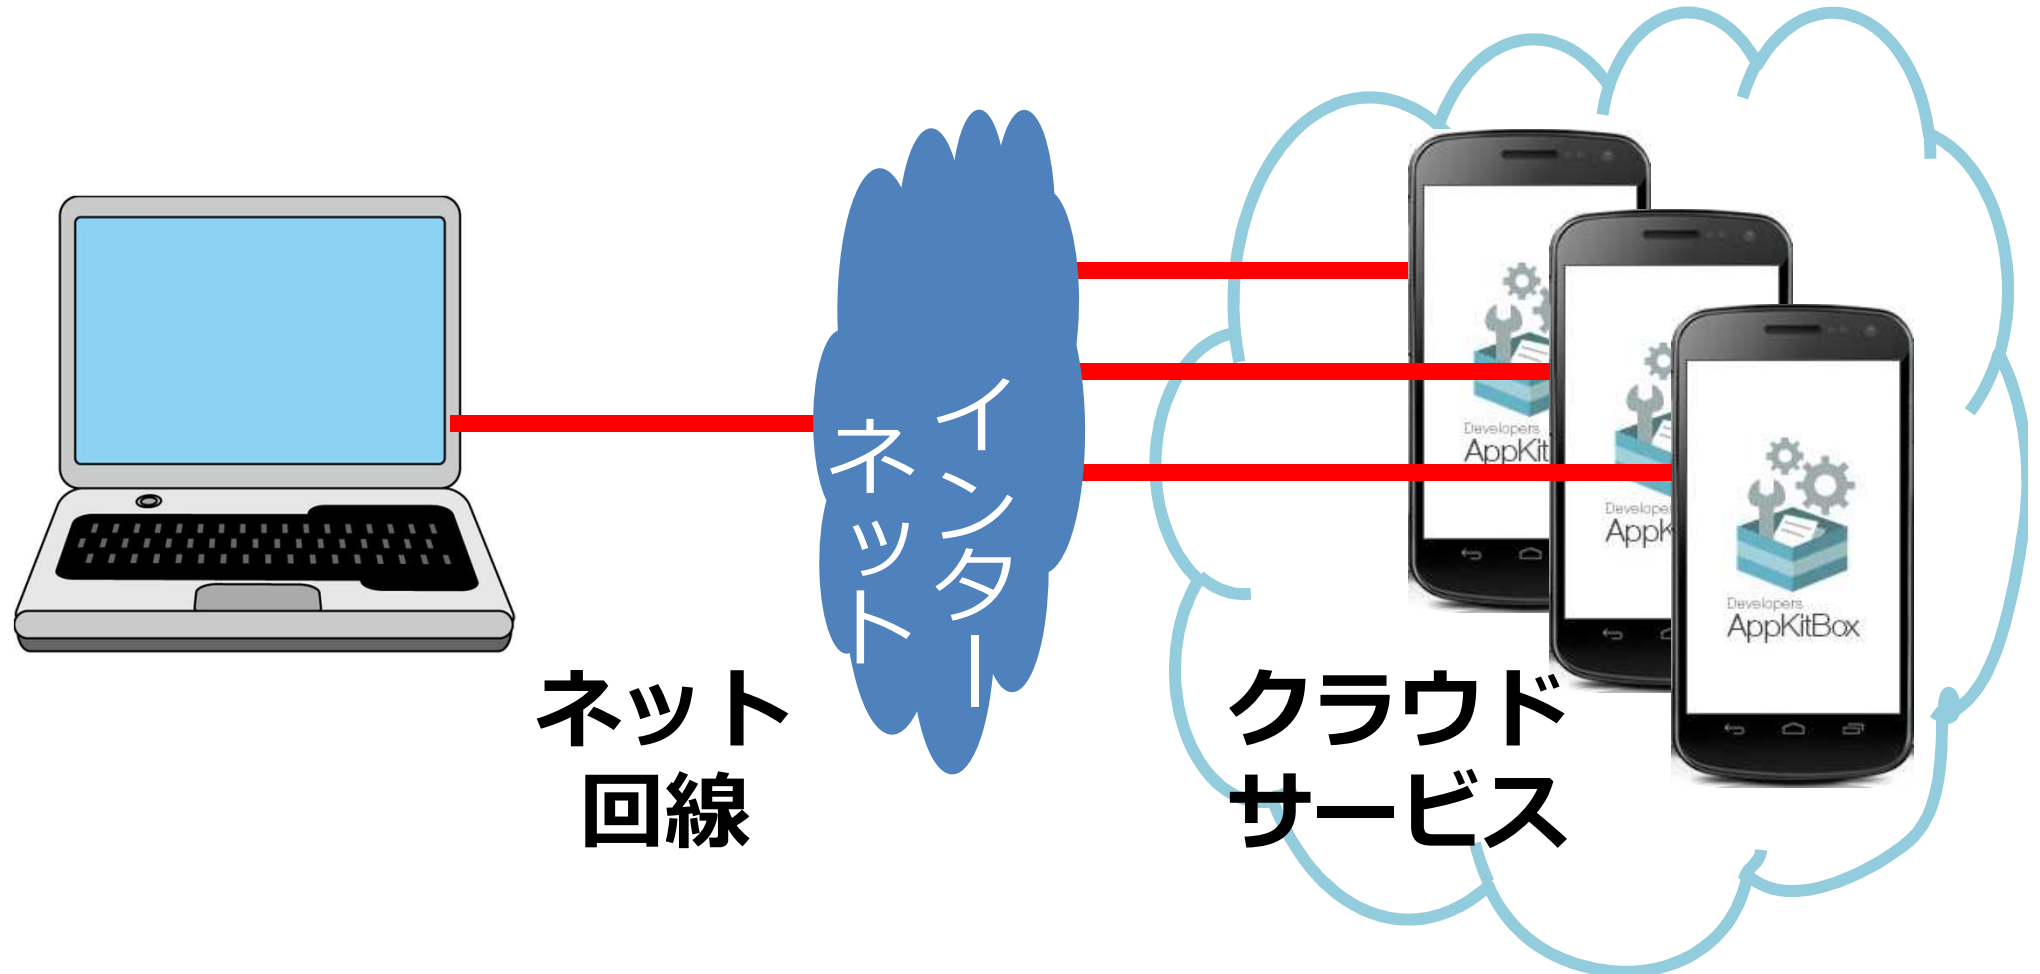 インター
ネット
ネット
回線
クラウド
サービス
Developers
AppKit
Develope
AppK
Developers
AppKitBox